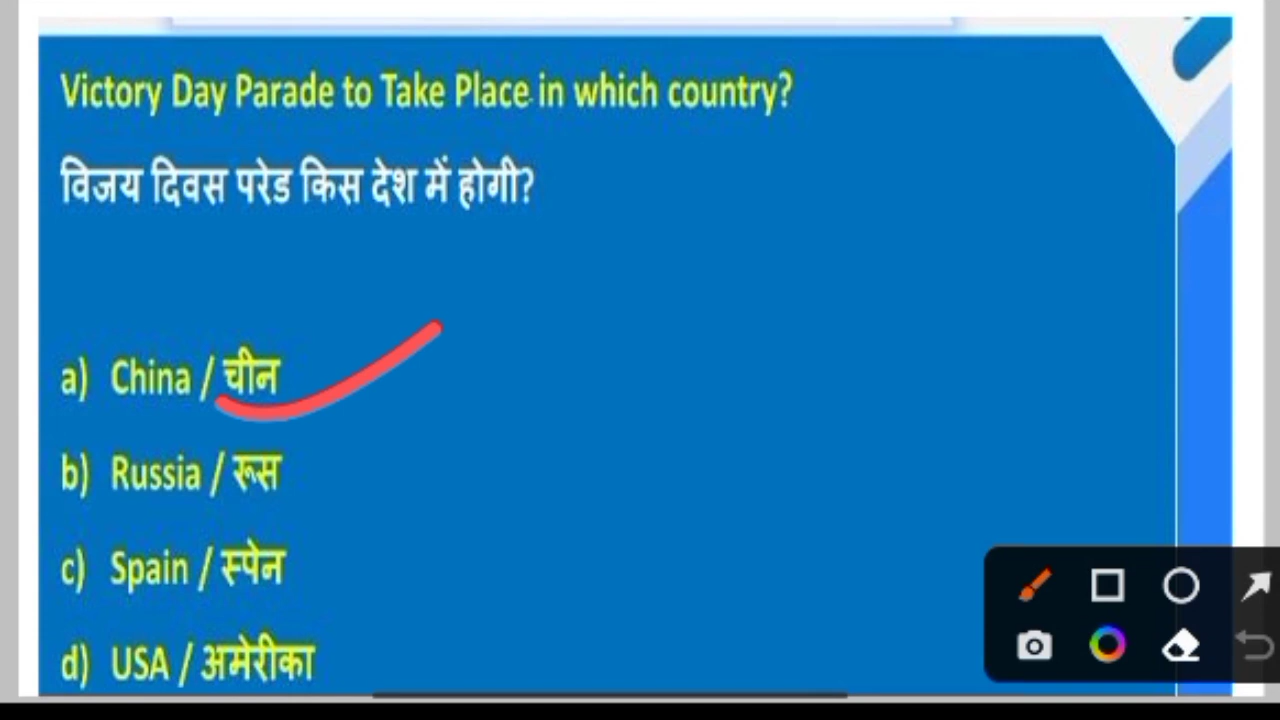 Victory Day Parade to Take Place in which country?
विजय दिवस परेड किस देश में होगी?
a) China / चीन
b) Russia / रूस
c) Spain / स्पेन
d) USA / अमेरीका